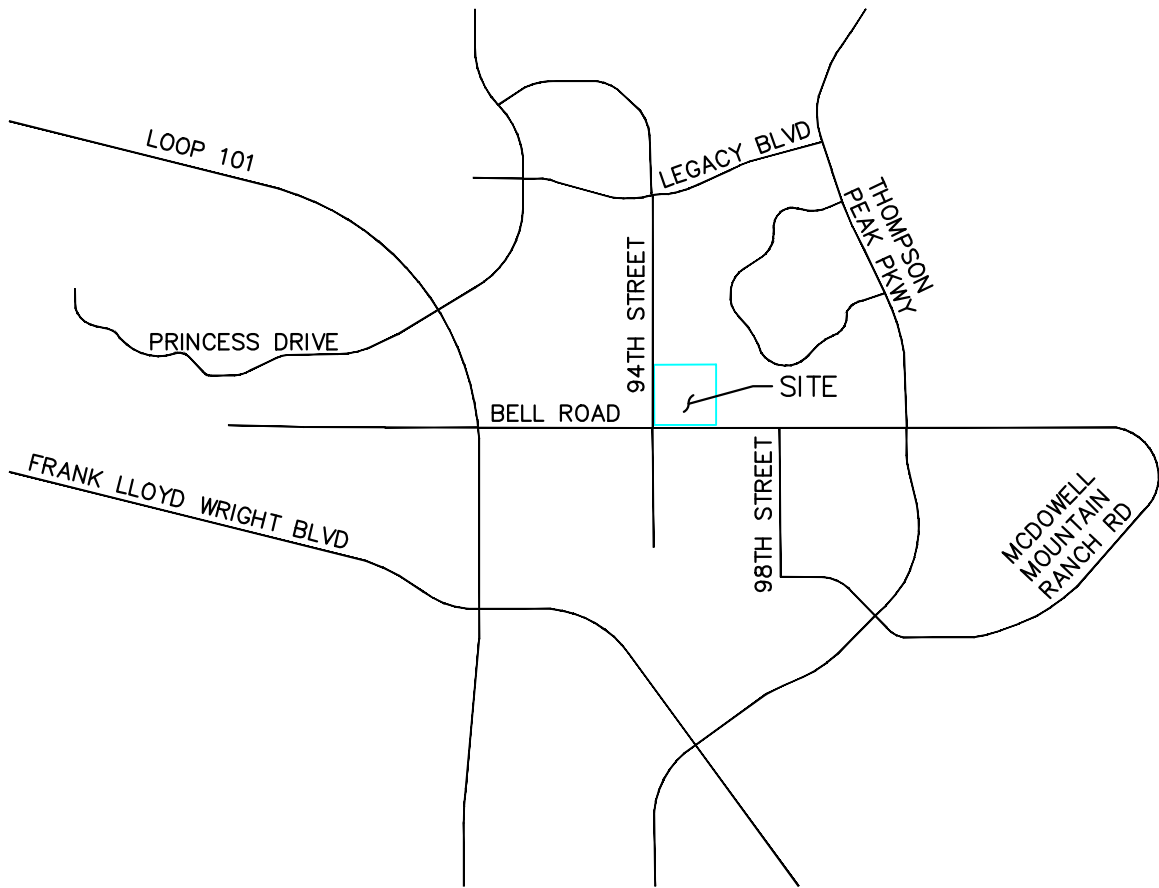 LOOP 101
LEGACY BLVD
THOMPSON
PEAK PKWY
94TH STREET
PRINCESS DRIVE
SITE
BELL ROAD
FRANK LLOYD WRIGHT BLVD
98TH STREET
MCDOWELL
MOUNTAIN
RANCH RD